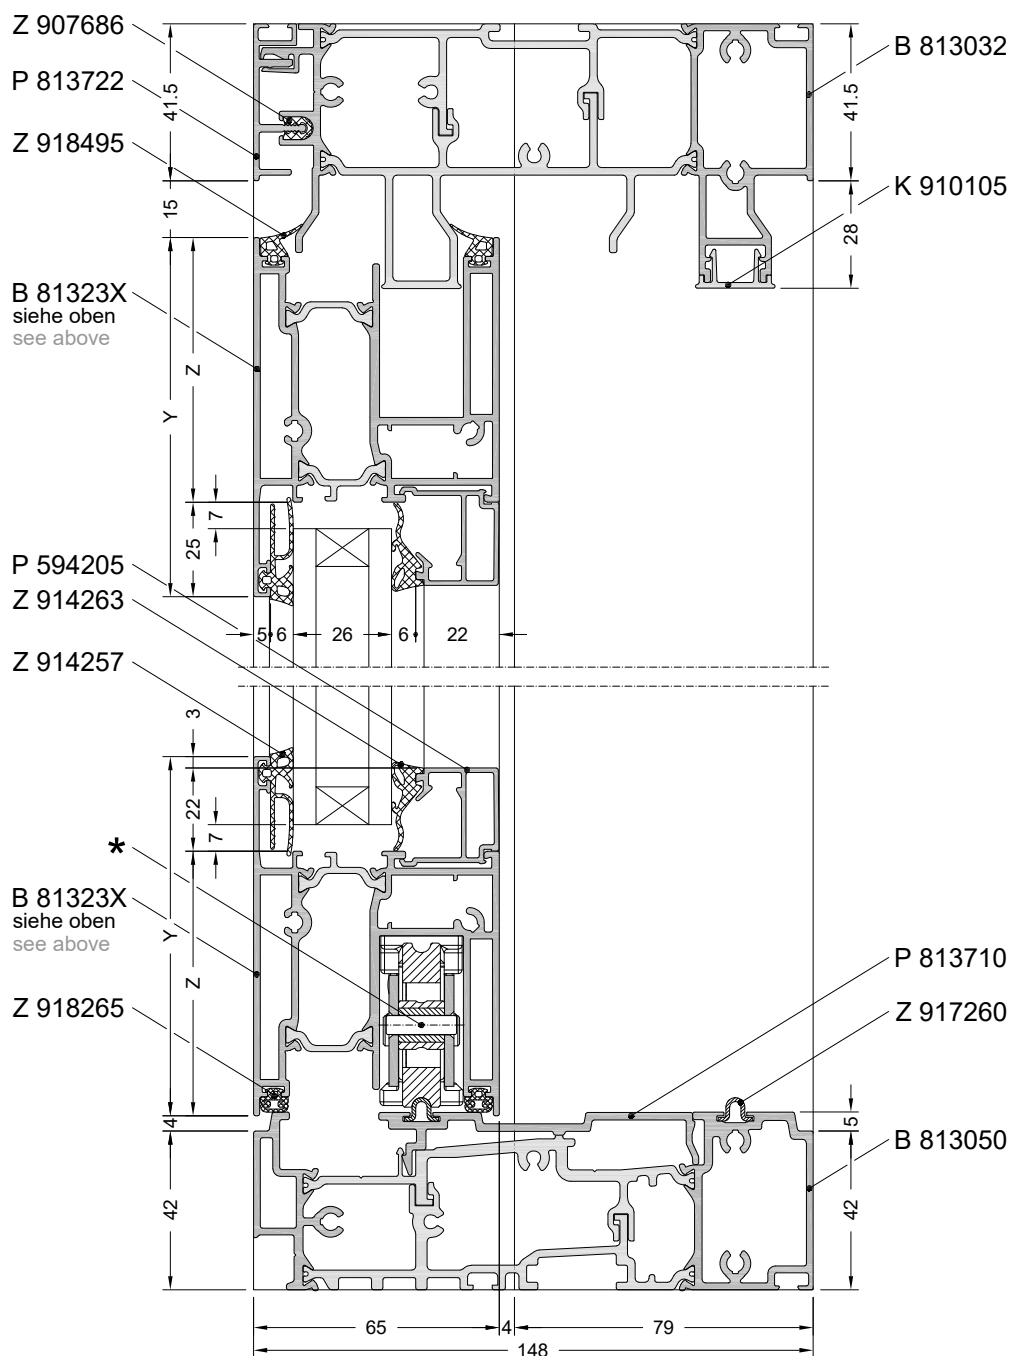 Z 907686
P 813722
Z 918495
B 81323X
siehe oben
see above
P 594205
Z 914263
Z 914257
*
B 81323X
siehe oben
see above
Z 918265
B 813032
K 910105
P 813710
Z 917260
B 813050
41.5
15
Y
Z
7
25
41.5
28
5 6 26 6 22
3
22
7
Y
Z
4
42
5
42
65 4 79
148